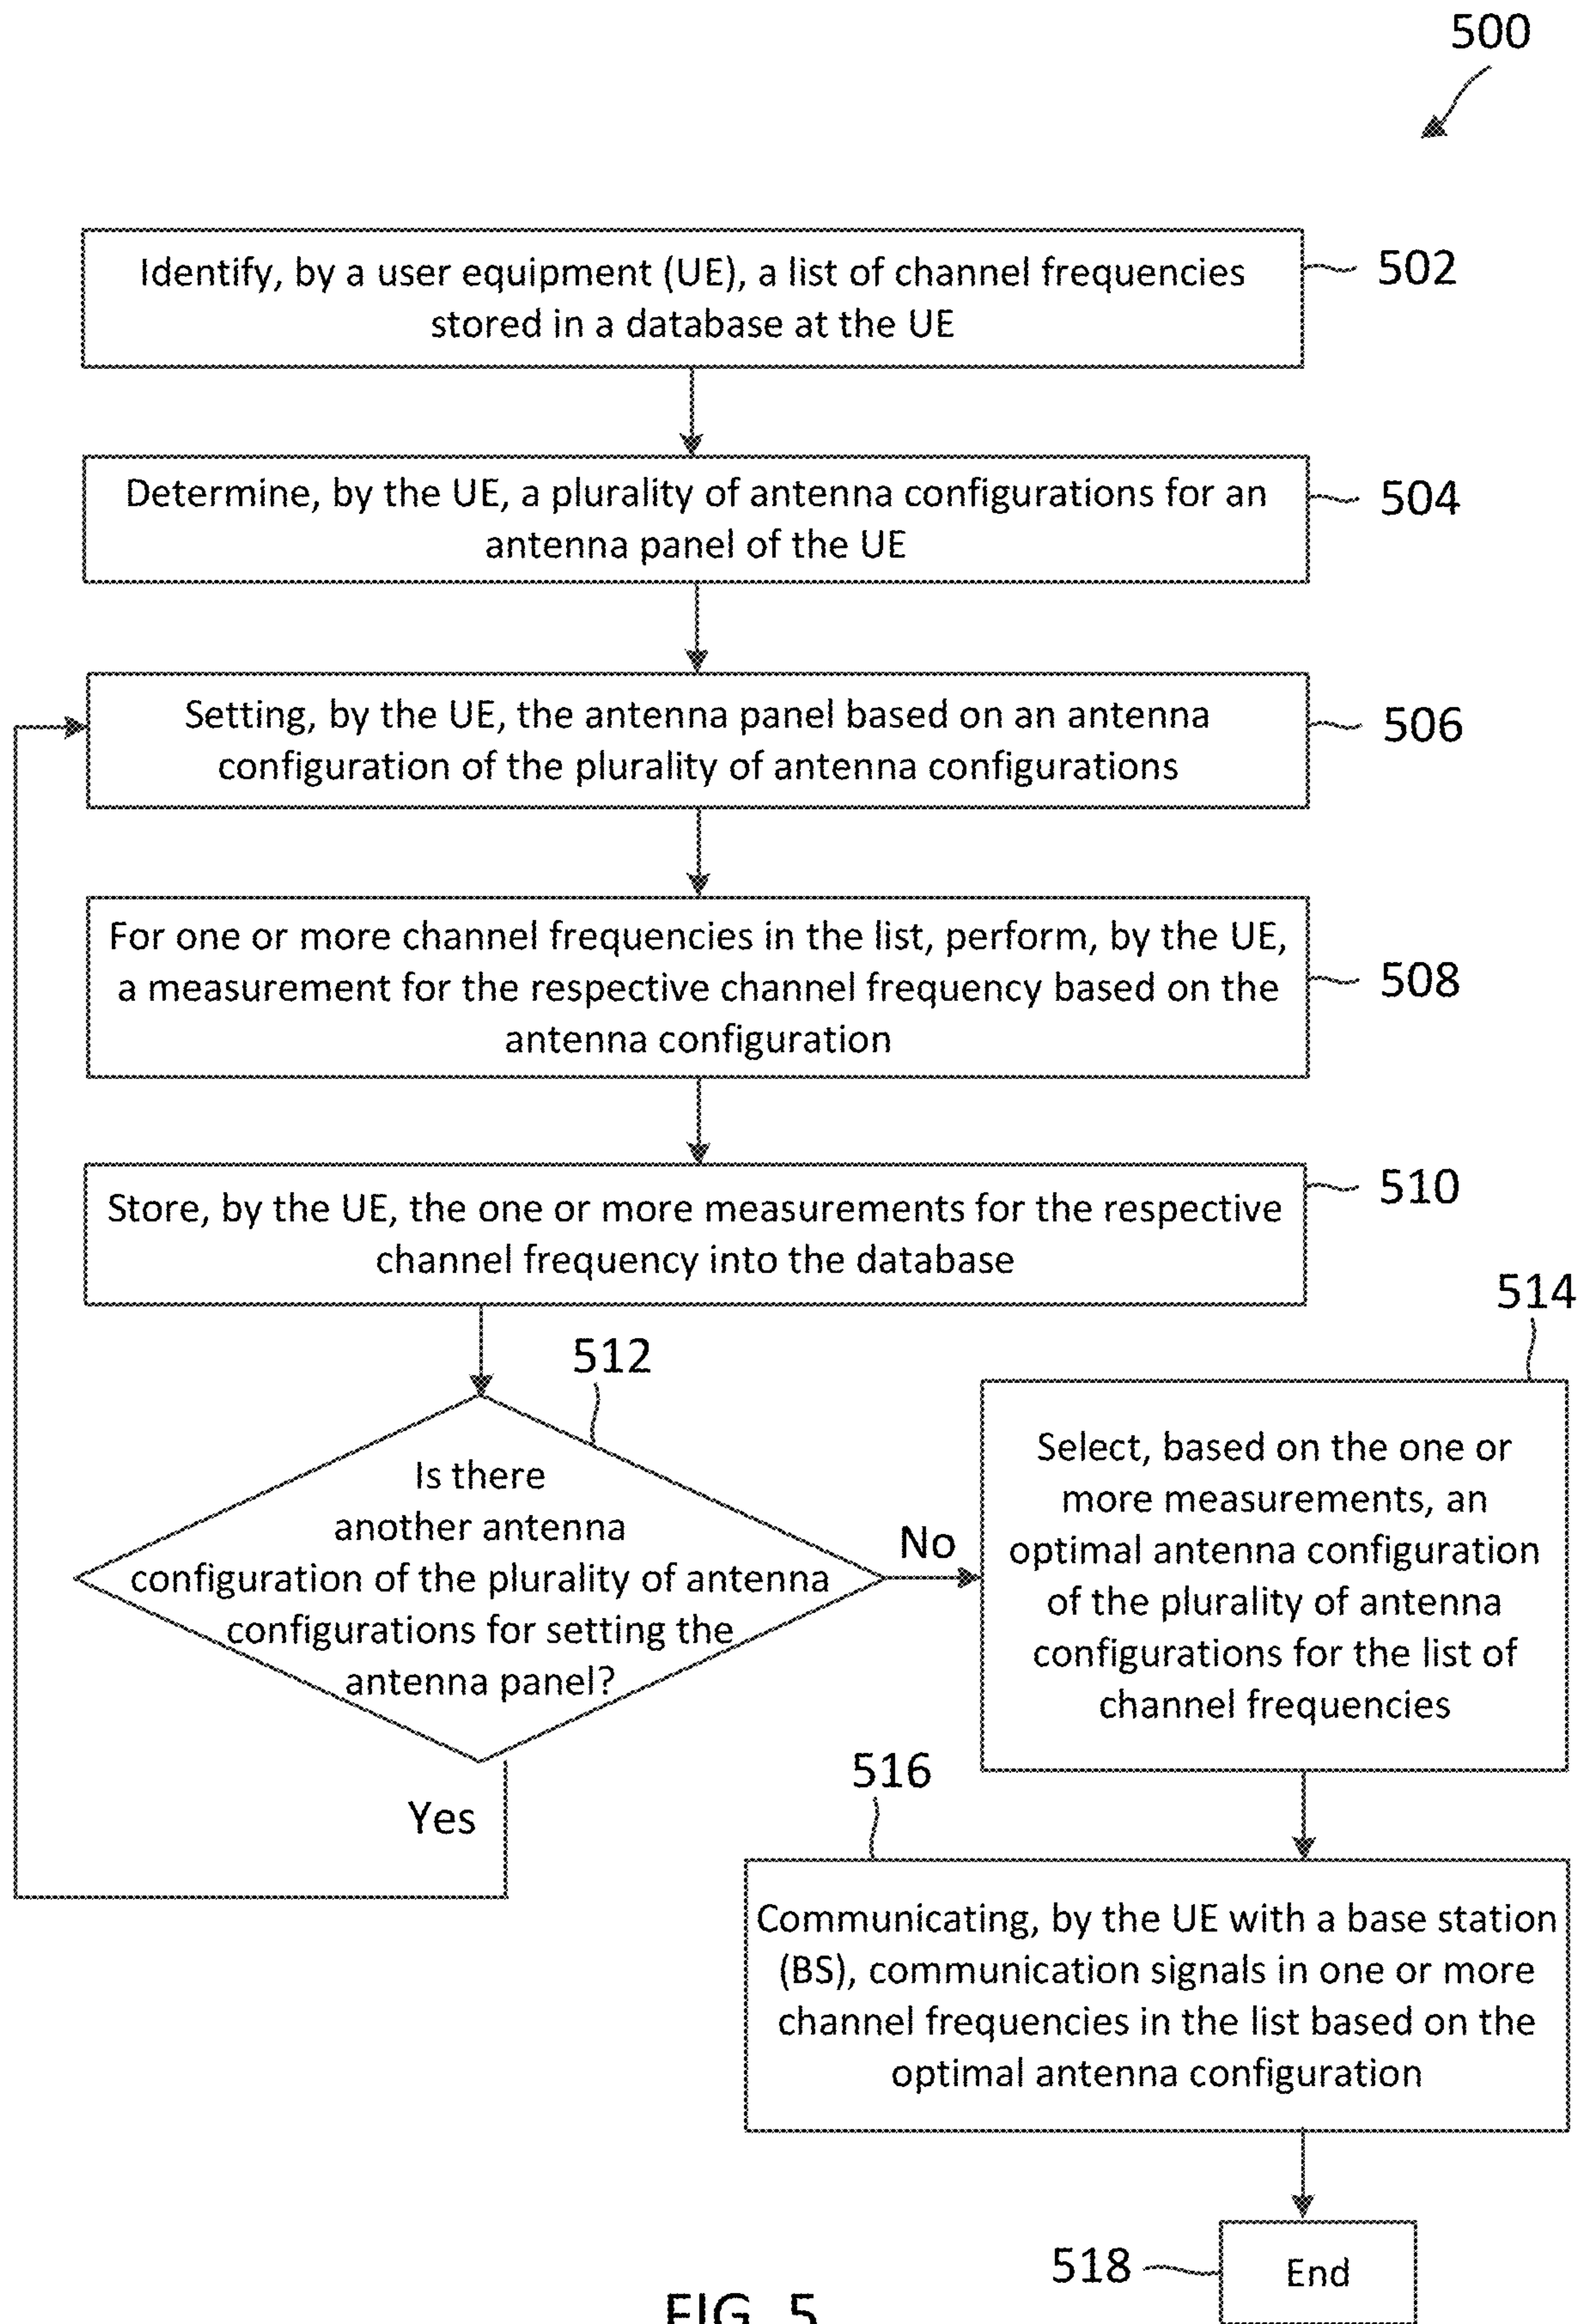 500
Identify, by a user equipment (UE), a list of channel frequencies
stored in a database at the UE
502
Determine, by the UE, a plurality of antenna configurations for an
antenna panel of the UE
504
Setting, by the UE, the antenna panel based on an antenna
configuration of the plurality of antenna configurations
506
For one or more channel frequencies in the list, perform, by the UE,
a measurement for the respective channel frequency based on the
antenna configuration
508
Store, by the UE, the one or more measurements for the respective
channel frequency into the database
510
512
Is there
another antenna
configuration of the plurality of antenna
configurations for setting the
antenna panel?
No
Yes
514
Select, based on the one or
more measurements, an
optimal antenna configuration
of the plurality of antenna
configurations for the list of
channel frequencies
516
Communicating, by the UE with a base station
(BS), communication signals in one or more
channel frequencies in the list based on the
optimal antenna configuration
518
End
FIG. 5